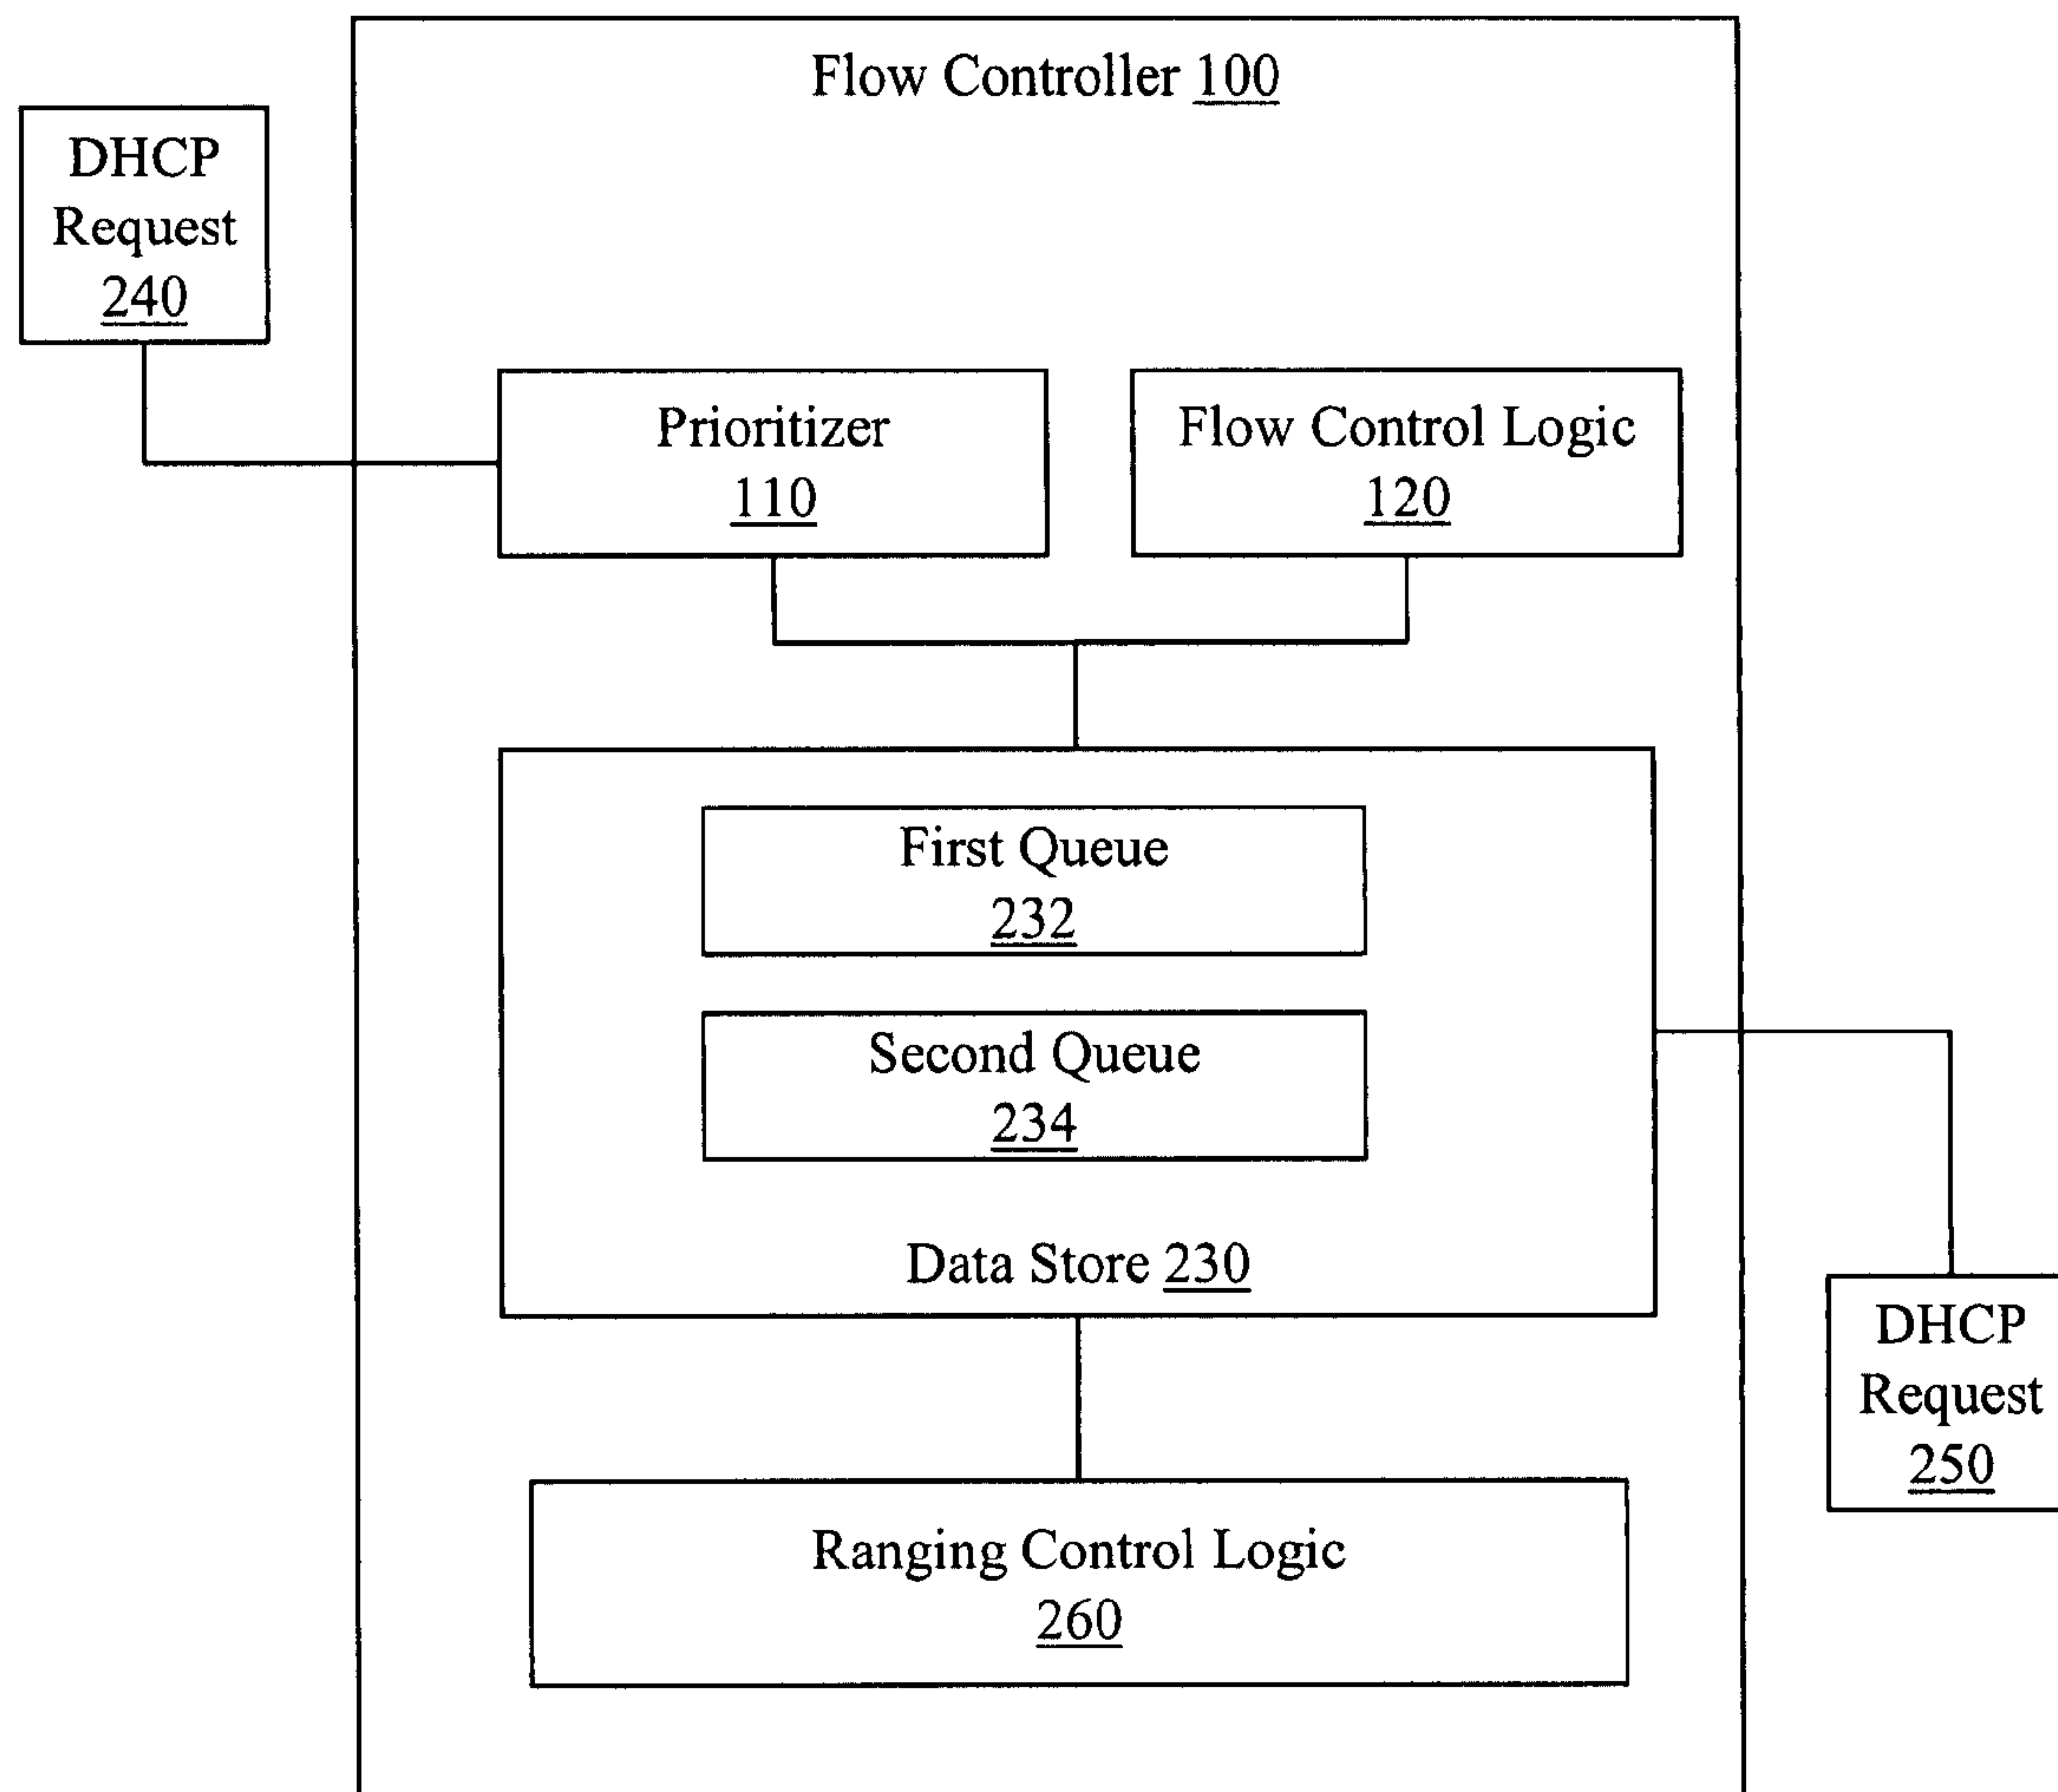 Flow Controller 100
DHCP
Request
240
Prioritizer
110
Flow Control Logic
120
First Queue
232
Second Queue
234
Data Store 230
DHCP
Request
250
Ranging Control Logic
260